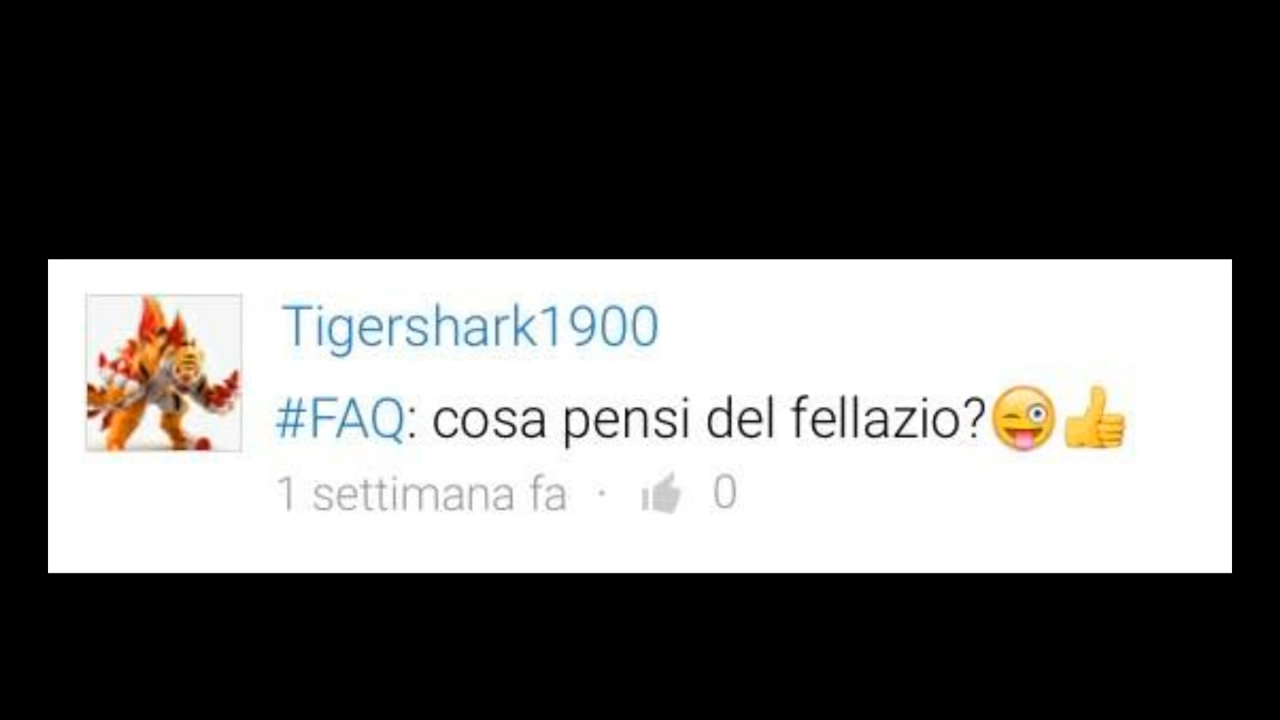 Tigershark1900
#FAQ: cosa pensi del fellazio?😜👍
1 settimana fa · 👍 0